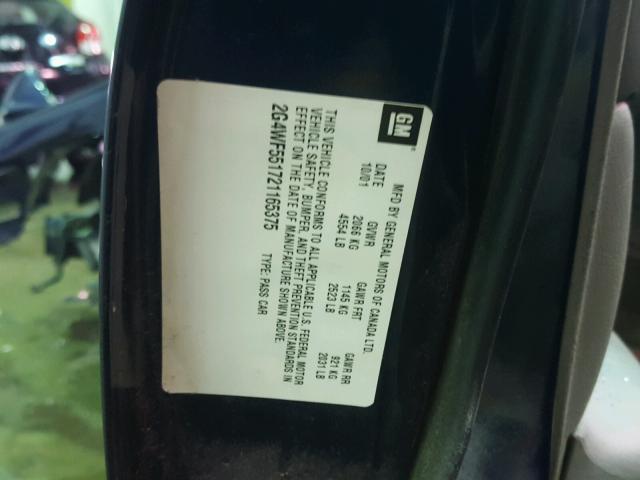 GM
MFD BY GENERAL MOTORS OF CANADA LTD.
DATE GVWR GAWR FRT GAWR RR
10/01 2066 KG 1145 KG 921 KG
4554 LB 2523 LB 2031 LB
THIS VEHICLE CONFORMS TO ALL APPLICABLE U.S. FEDERAL MOTOR
VEHICLE SAFETY, BUMPER, AND THEFT PREVENTION STANDARDS IN
EFFECT ON THE DATE OF MANUFACTURE SHOWN ABOVE.
2G4WF551721165375 TYPE: PASS CAR